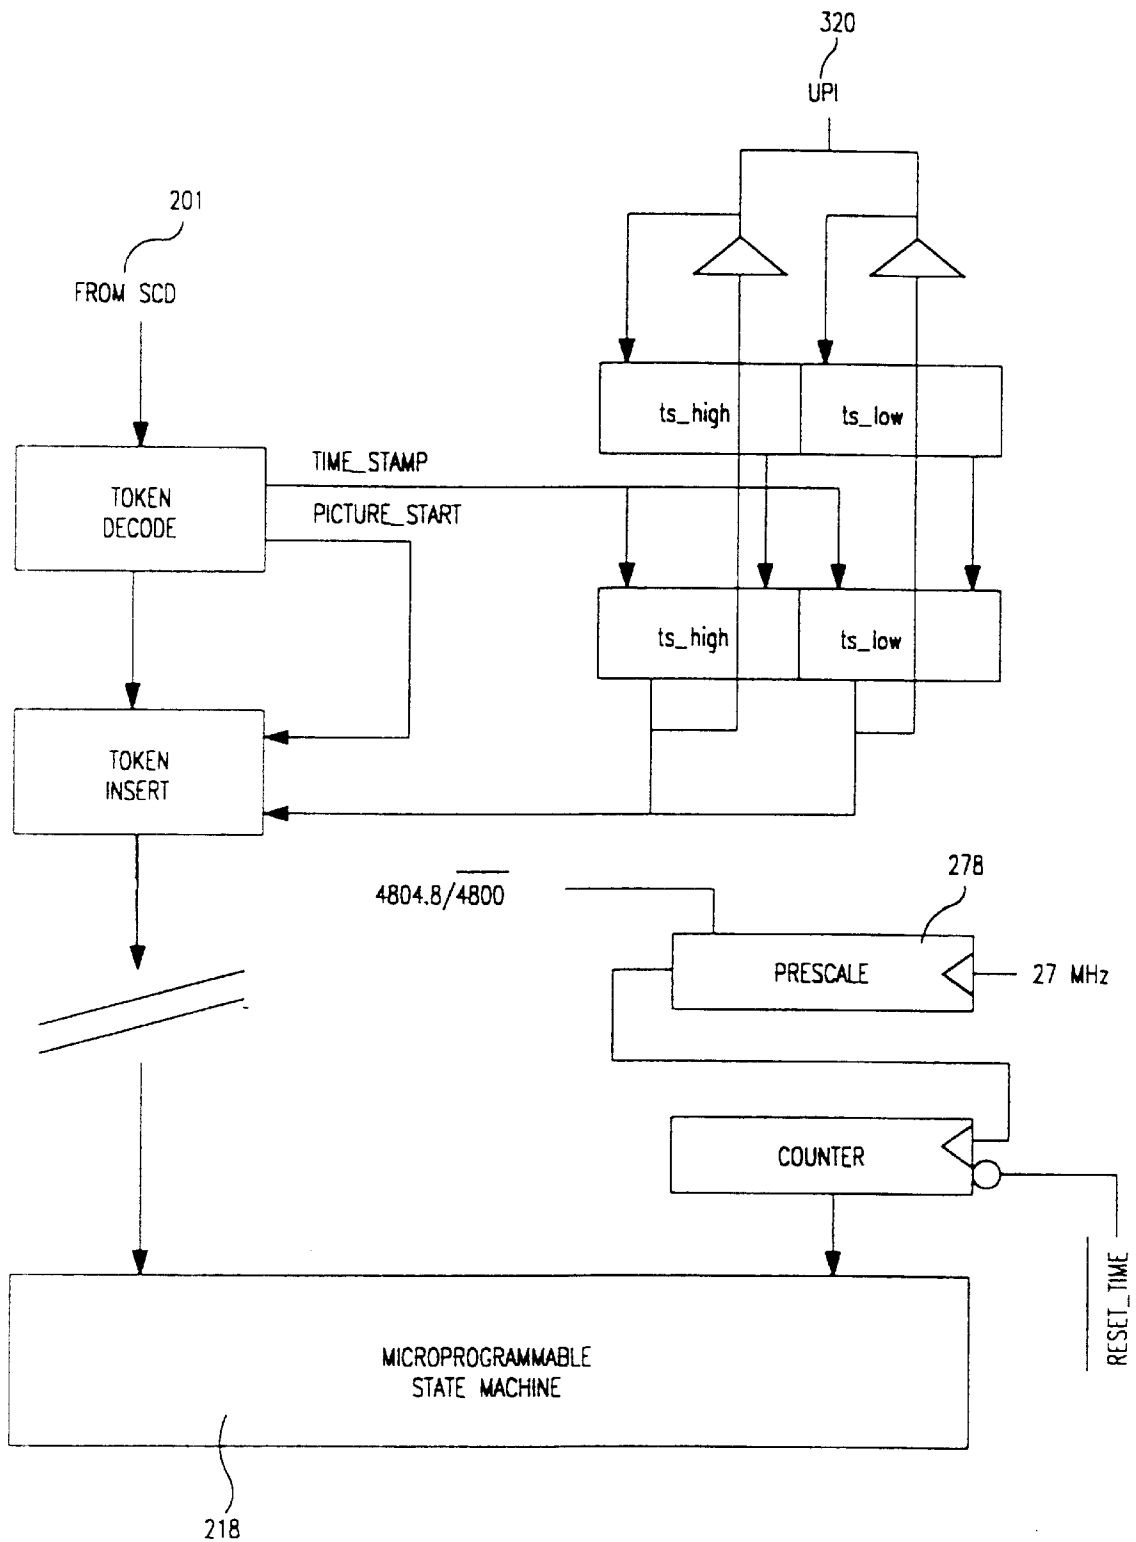 320
UPI
201
FROM SCD
ts_high
ts_low
TIME_STAMP
TOKEN
DECODE
PICTURE_START
ts_high
ts_low
TOKEN
INSERT
278
4804.8/4800
PRESCALE
27 MHz
COUNTER
RESET_TIME
MICROPROGRAMMABLE
STATE MACHINE
218